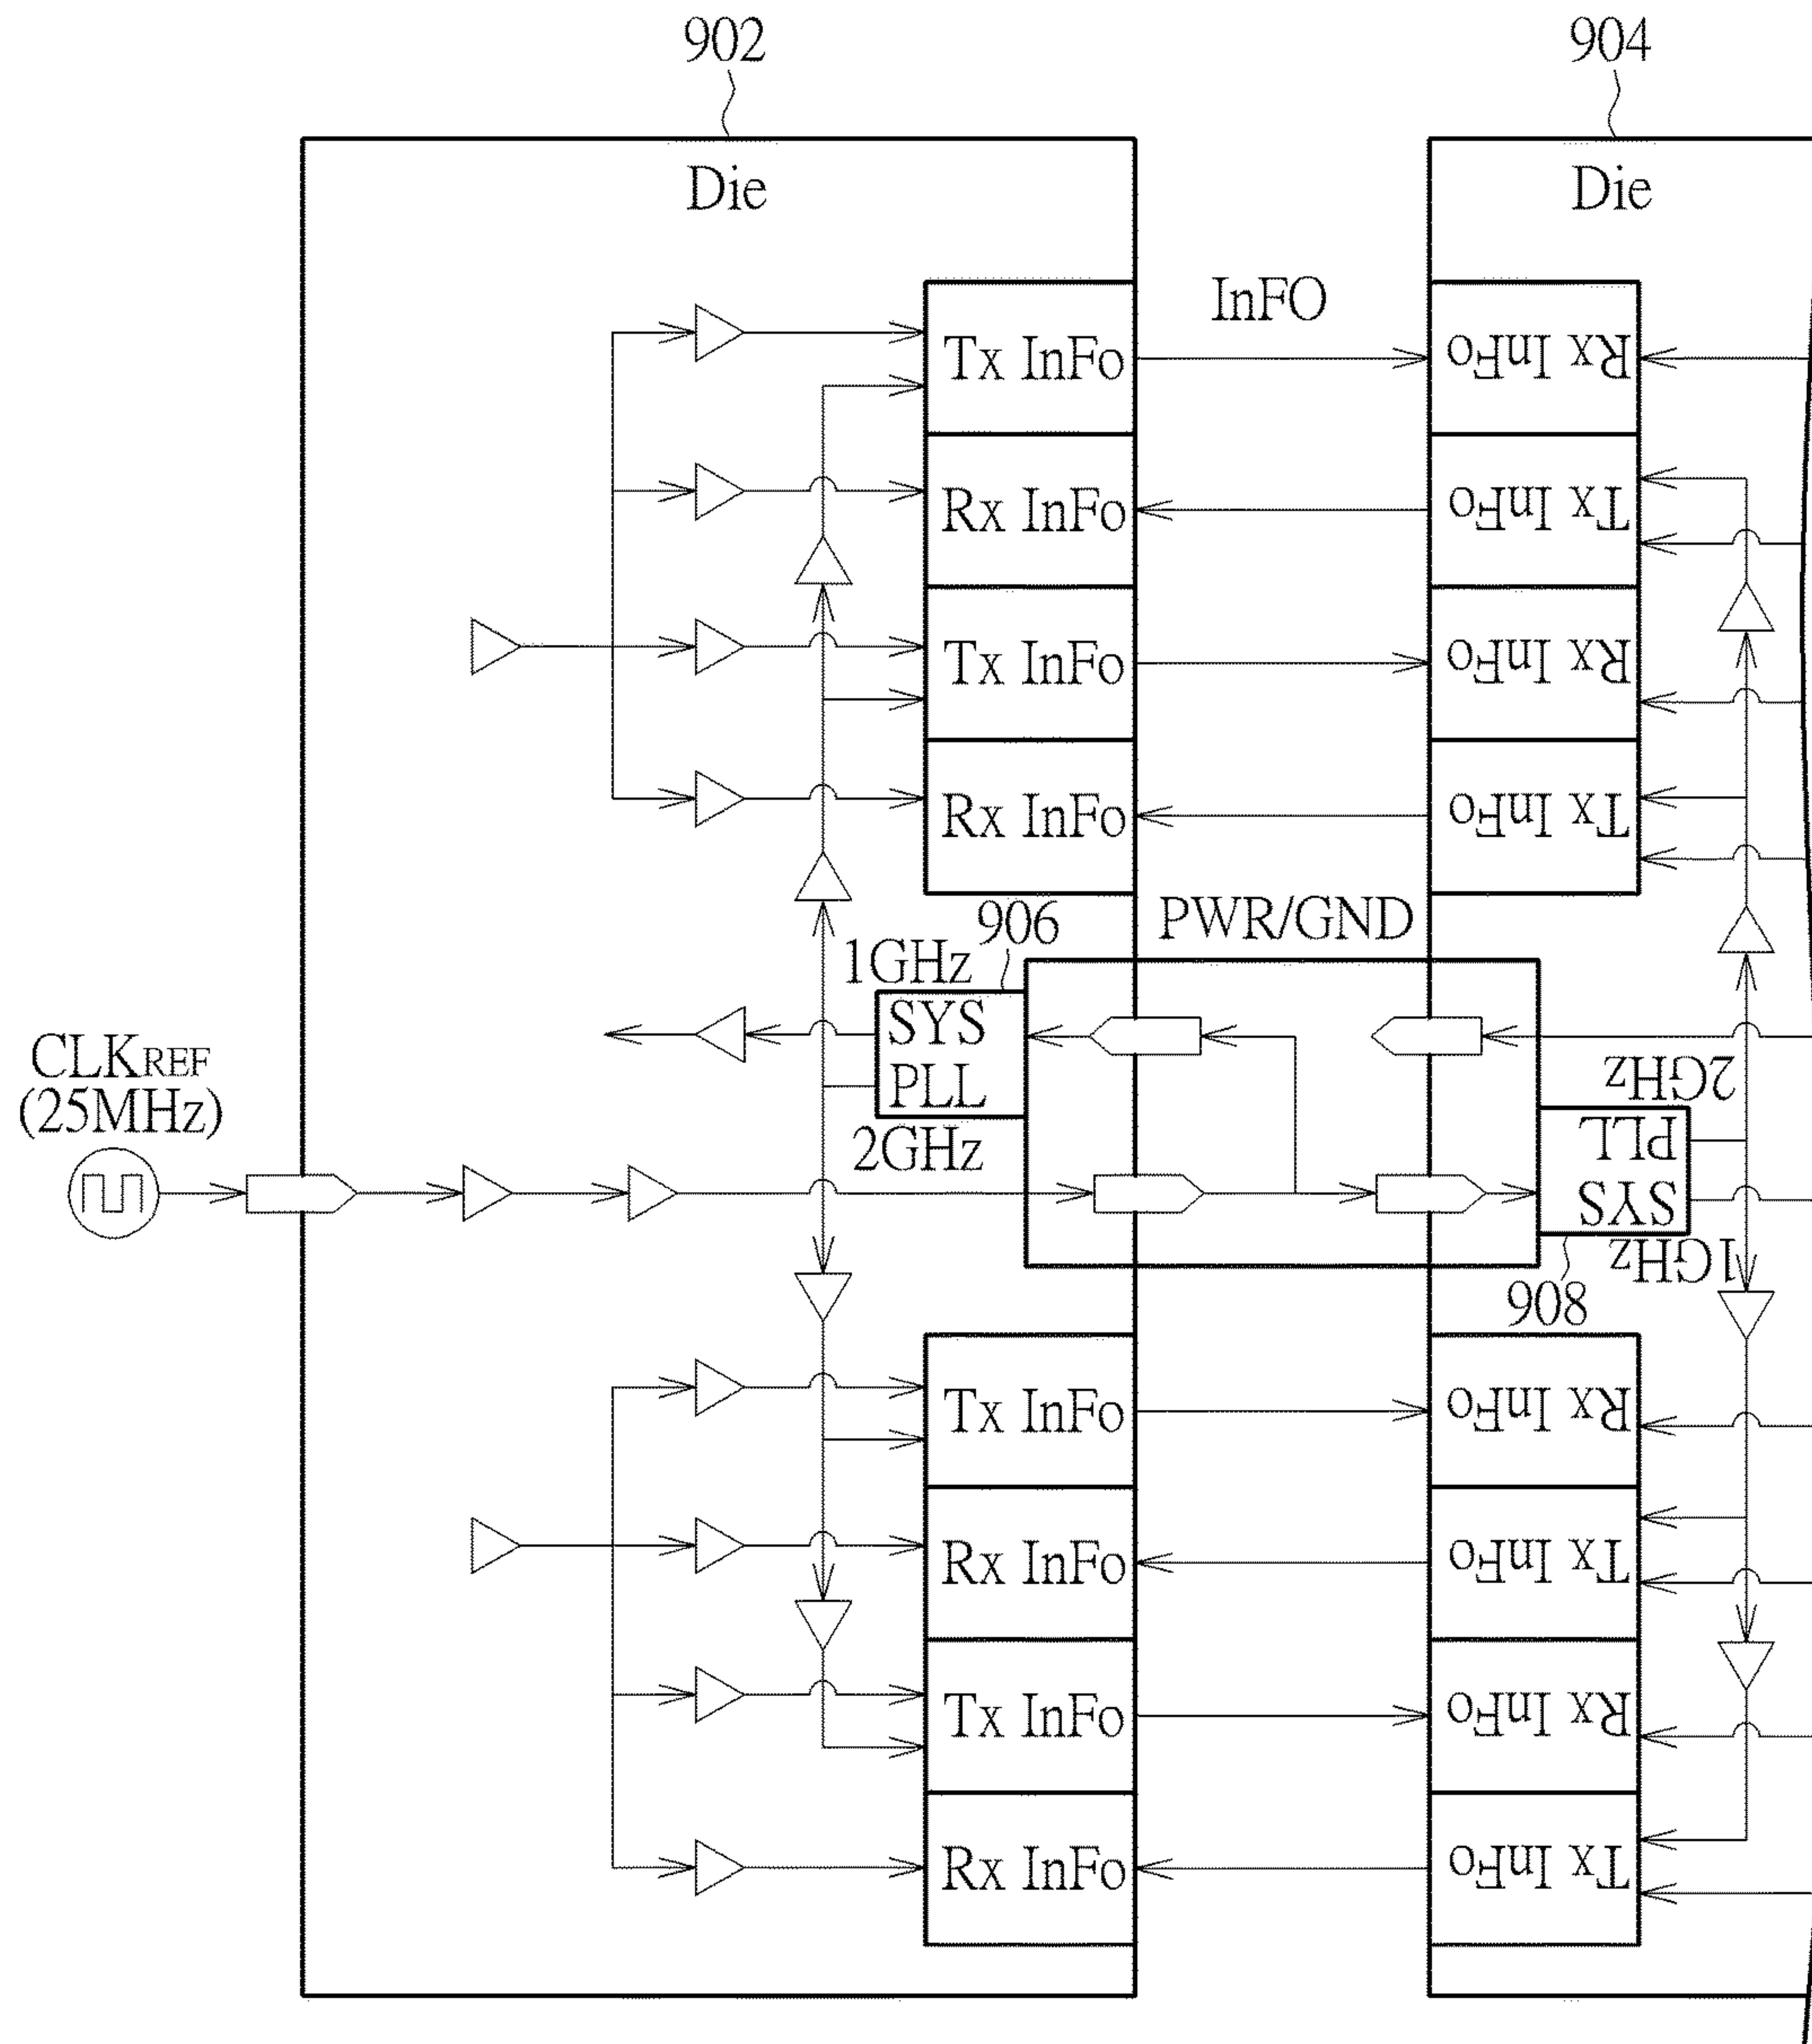 902
904
Die
Die
InFO
Tx InFo
Rx InFo
Rx InFo
Tx InFo
Tx InFo
Rx InFo
Rx InFo
Tx InFo
PWR/GND
906
1GHz
SYS
PLL
2GHz
CLKREF
(25MHz)
2GHz
PLL
SYS
1GHz
908
Tx InFo
Rx InFo
Rx InFo
Tx InFo
Tx InFo
Rx InFo
Rx InFo
Tx InFo